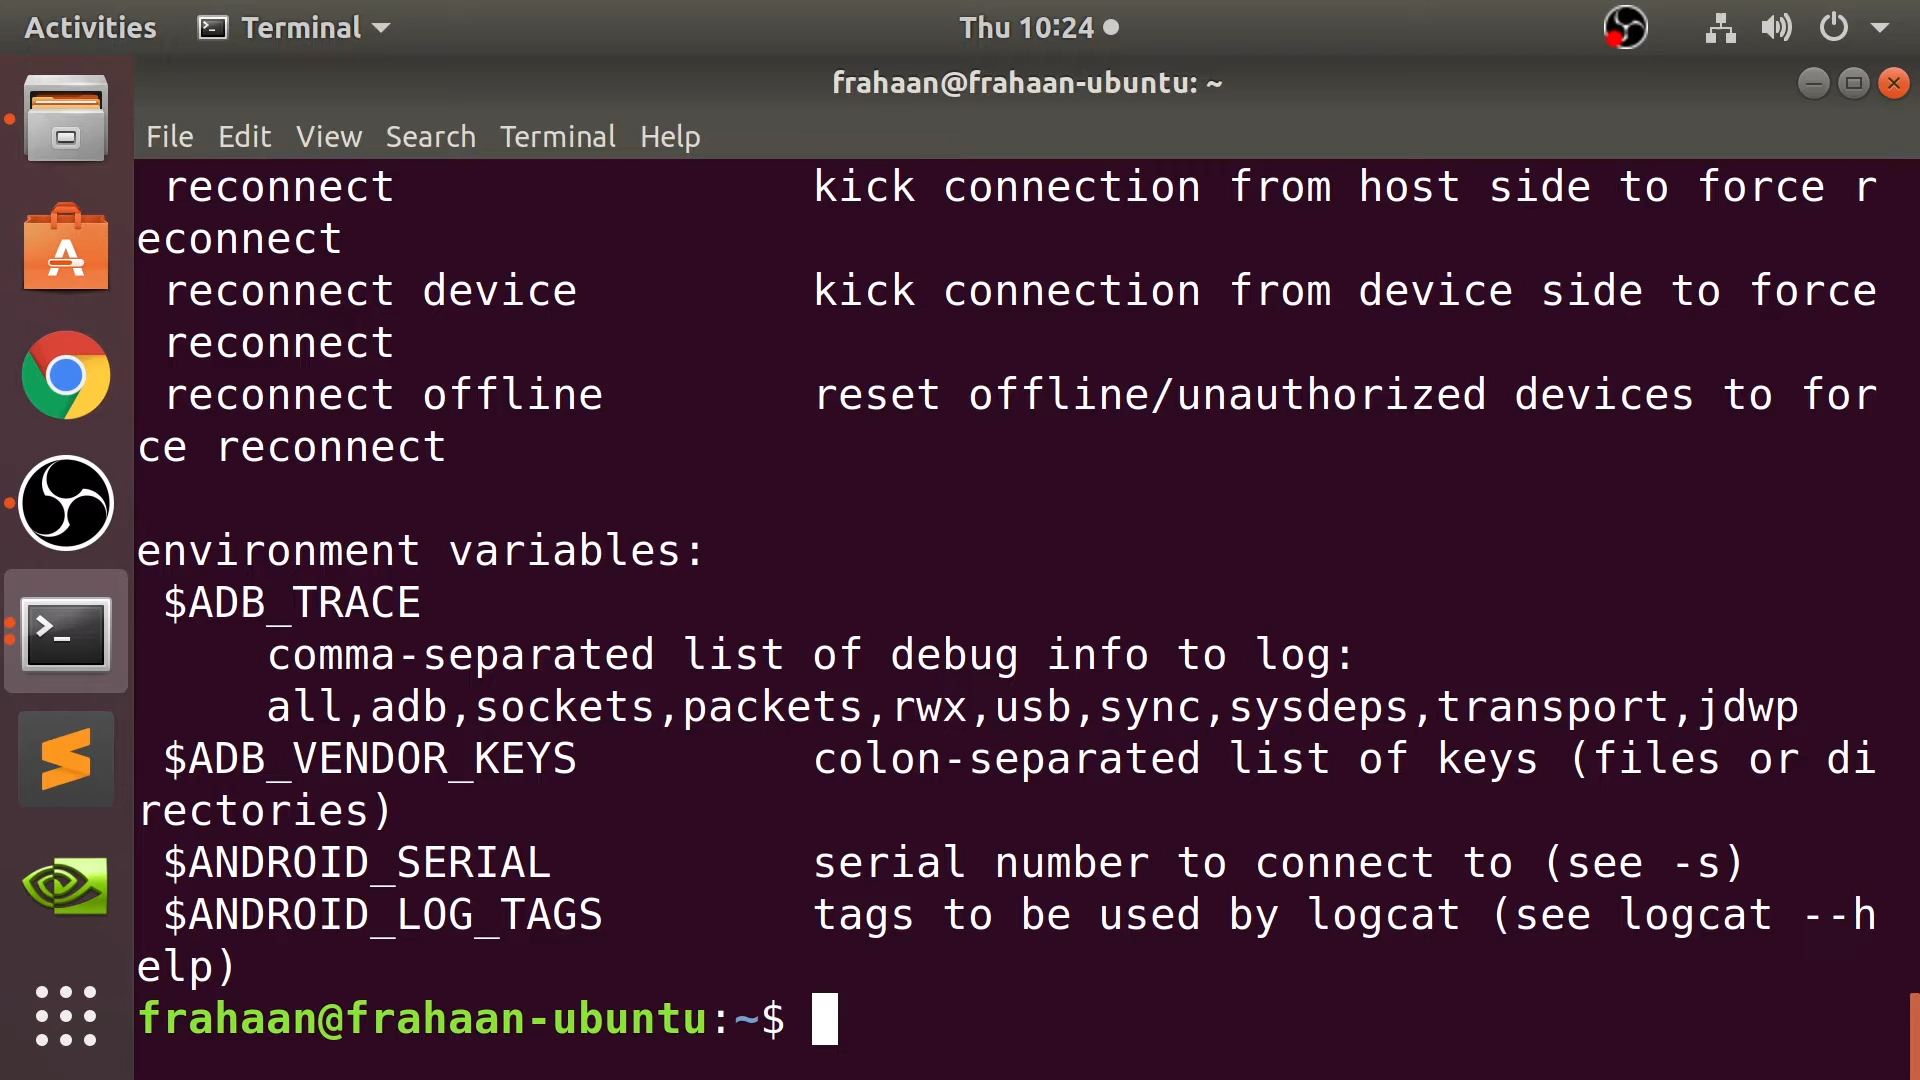 Activities Terminal Thu 10:24
frahaan@frahaan-ubuntu: ~
File Edit View Search Terminal Help
reconnect kick connection from host side to force r
econnect
reconnect device kick connection from device side to force
reconnect
reconnect offline reset offline/unauthorized devices to for
ce reconnect
environment variables:
$ADB_TRACE
comma-separated list of debug info to log:
all,adb,sockets,packets,rwx,usb,sync,sysdeps,transport,jdwp
$ADB_VENDOR_KEYS colon-separated list of keys (files or di
rectories)
$ANDROID_SERIAL serial number to connect to (see -s)
$ANDROID_LOG_TAGS tags to be used by logcat (see logcat --h
elp)
frahaan@frahaan-ubuntu:~$